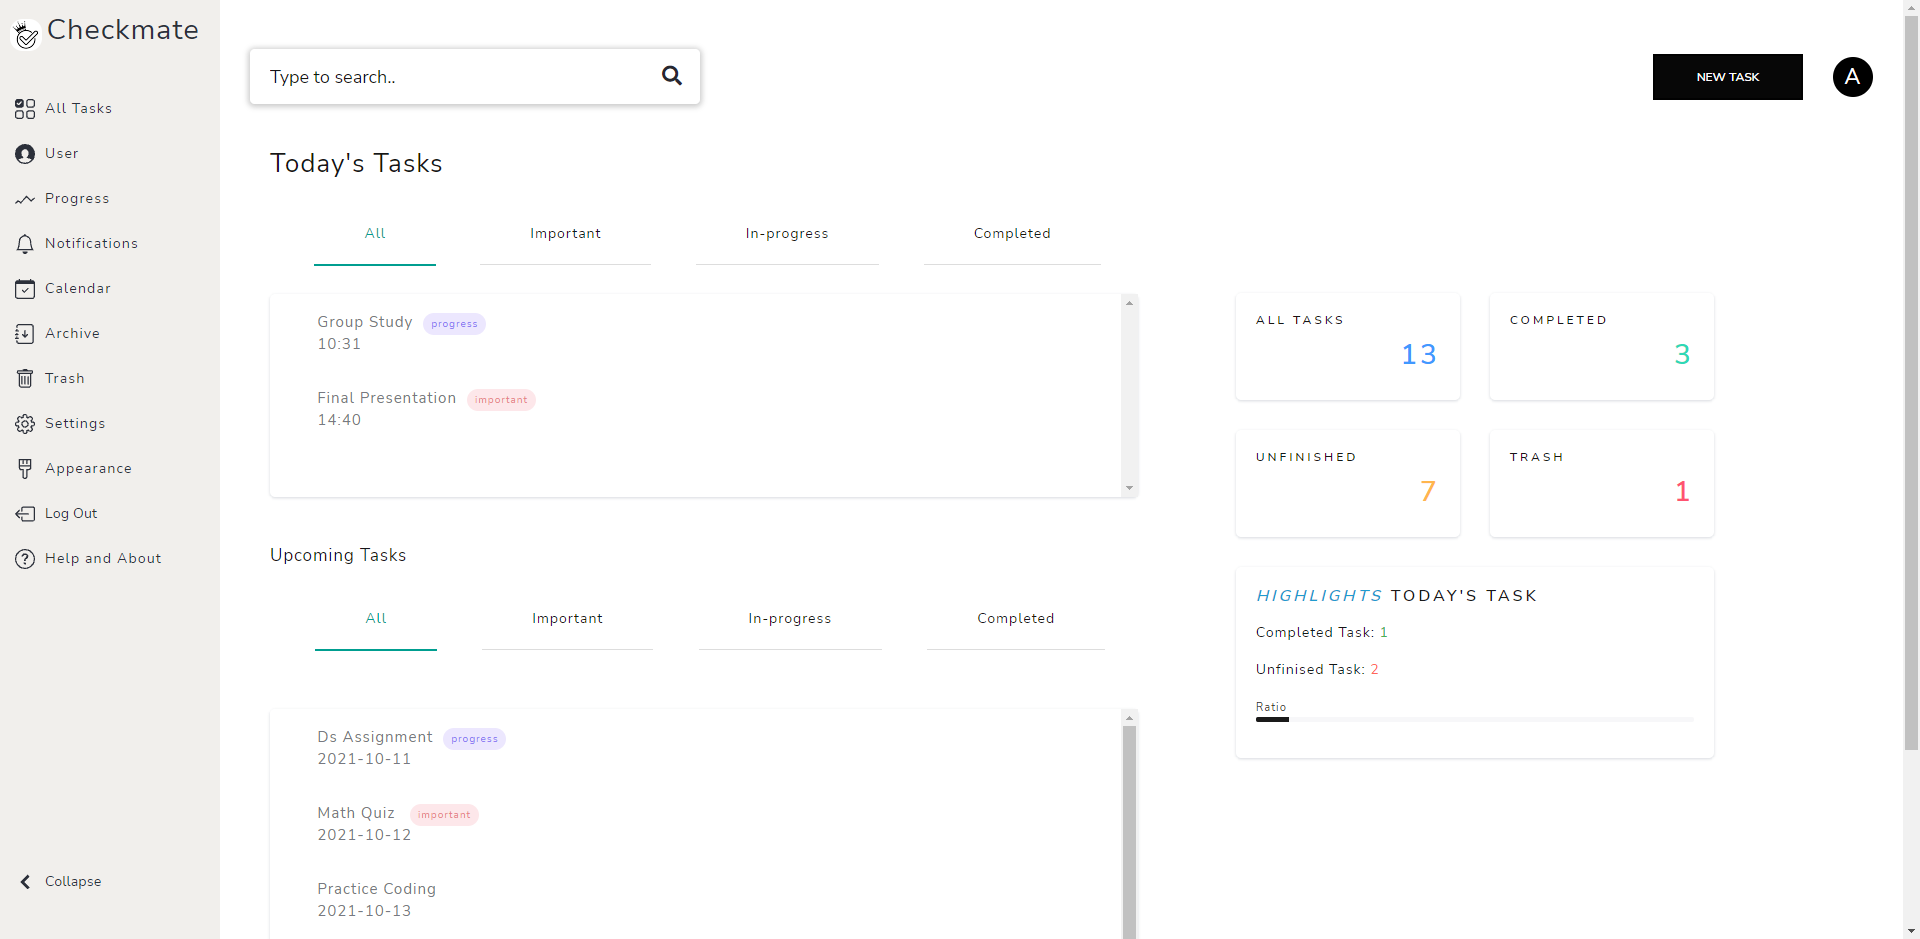 Checkmate
All Tasks
User
Progress
Notifications
Calendar
Archive
Trash
Settings
Appearance
Log Out
Help and About
Collapse
Type to search..
NEW TASK
A
Today's Tasks
All
Important
In-progress
Completed
Group Study progress
10:31
Final Presentation important
14:40
Upcoming Tasks
All
Important
In-progress
Completed
Ds Assignment progress
2021-10-11
Math Quiz important
2021-10-12
Practice Coding
2021-10-13
ALL TASKS
13
COMPLETED
3
UNFINISHED
7
TRASH
1
HIGHLIGHTS TODAY'S TASK
Completed Task: 1
Unfinised Task: 2
Ratio